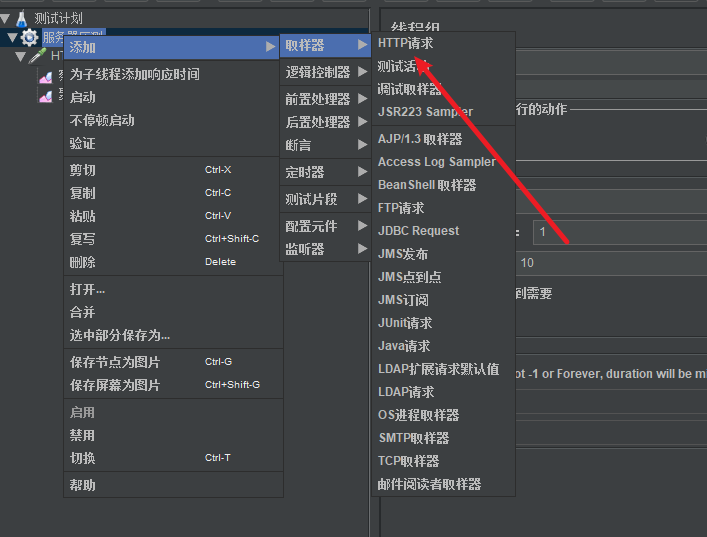 测试计划
服务器压测
添加
为子线程添加响应时间
启动
不停顿启动
验证
剪切 Ctrl-X
复制 Ctrl-C
粘贴 Ctrl-V
复写 Ctrl+Shift-C
删除 Delete
打开...
合并
选中部分保存为...
保存节点为图片 Ctrl-G
保存屏幕为图片 Ctrl+Shift-G
启用
禁用
切换 Ctrl-T
帮助
取样器
逻辑控制器
前置处理器
后置处理器
断言
定时器
测试片段
配置元件
监听器
HTTP请求
测试活动
调试取样器
JSR223 Sampler
AJP/1.3 取样器
Access Log Sampler
BeanShell 取样器
FTP请求
JDBC Request
JMS发布
JMS点到点
JMS订阅
JUnit请求
Java请求
LDAP扩展请求默认值
LDAP请求
OS进程取样器
SMTP取样器
TCP取样器
邮件阅读者取样器
线程组
行的动作
: 1
10
到需要
ot -1 or Forever, duration will be mi